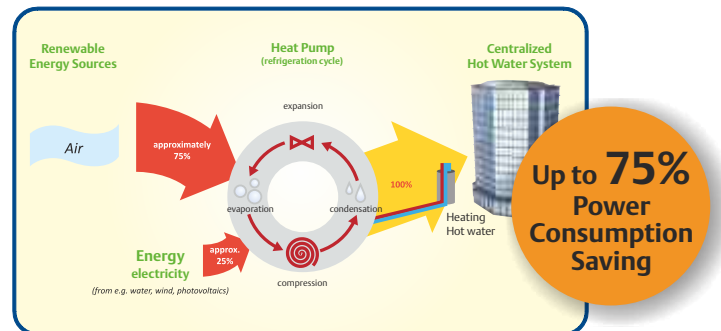 Renewable
Energy Sources
Heat Pump
(refrigeration cycle)
Centralized
Hot Water System
expansion
Air
approximately
75%
100%
evaporation
condensation
Heating
Hot water
Energy
electricity
approx.
25%
(from e.g. water, wind, photovoltaics)
compression
Up to 75%
Power
Consumption
Saving